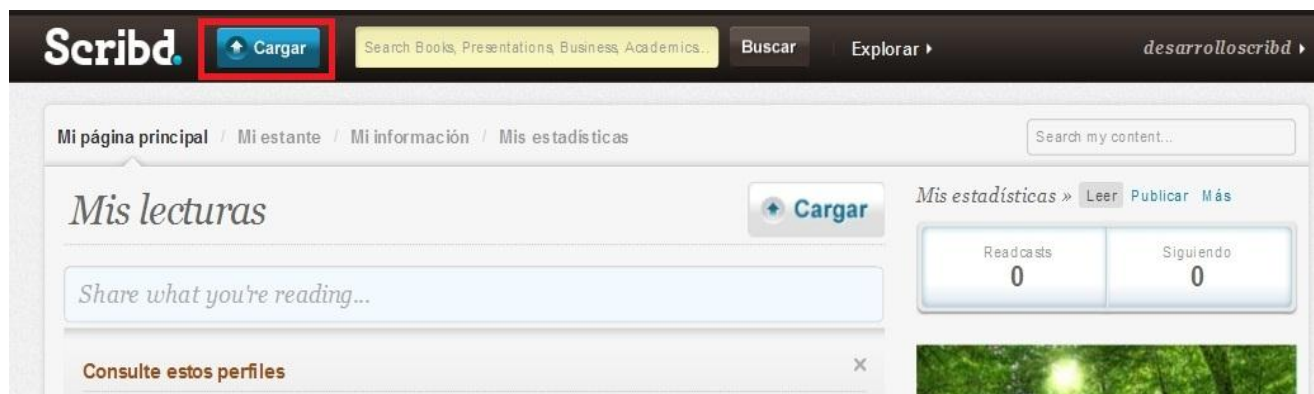 Scribd. Cargar Search Books, Presentations, Business, Academics... Buscar Explorar desarrolloscribd
Mi página principal / Mi estante / Mi información / Mis estadísticas Search my content...
Mis lecturas Cargar Mis estadísticas » Leer Publicar Más
Readcasts Siguiendo
0 0
Share what you're reading...
Consulte estos perfiles ×